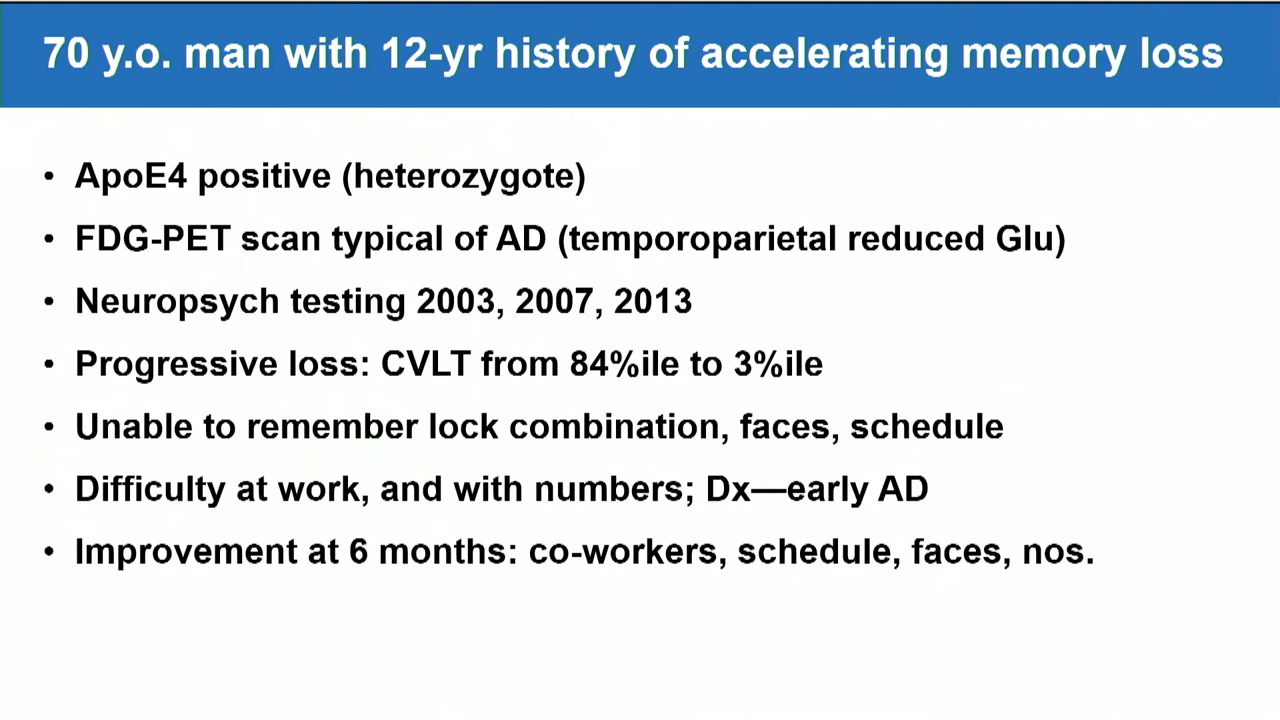 70 y.o. man with 12-yr history of accelerating memory loss
• ApoE4 positive (heterozygote)
• FDG-PET scan typical of AD (temporoparietal reduced Glu)
• Neuropsych testing 2003, 2007, 2013
• Progressive loss: CVLT from 84%ile to 3%ile
• Unable to remember lock combination, faces, schedule
• Difficulty at work, and with numbers; Dx—early AD
• Improvement at 6 months: co-workers, schedule, faces, nos.